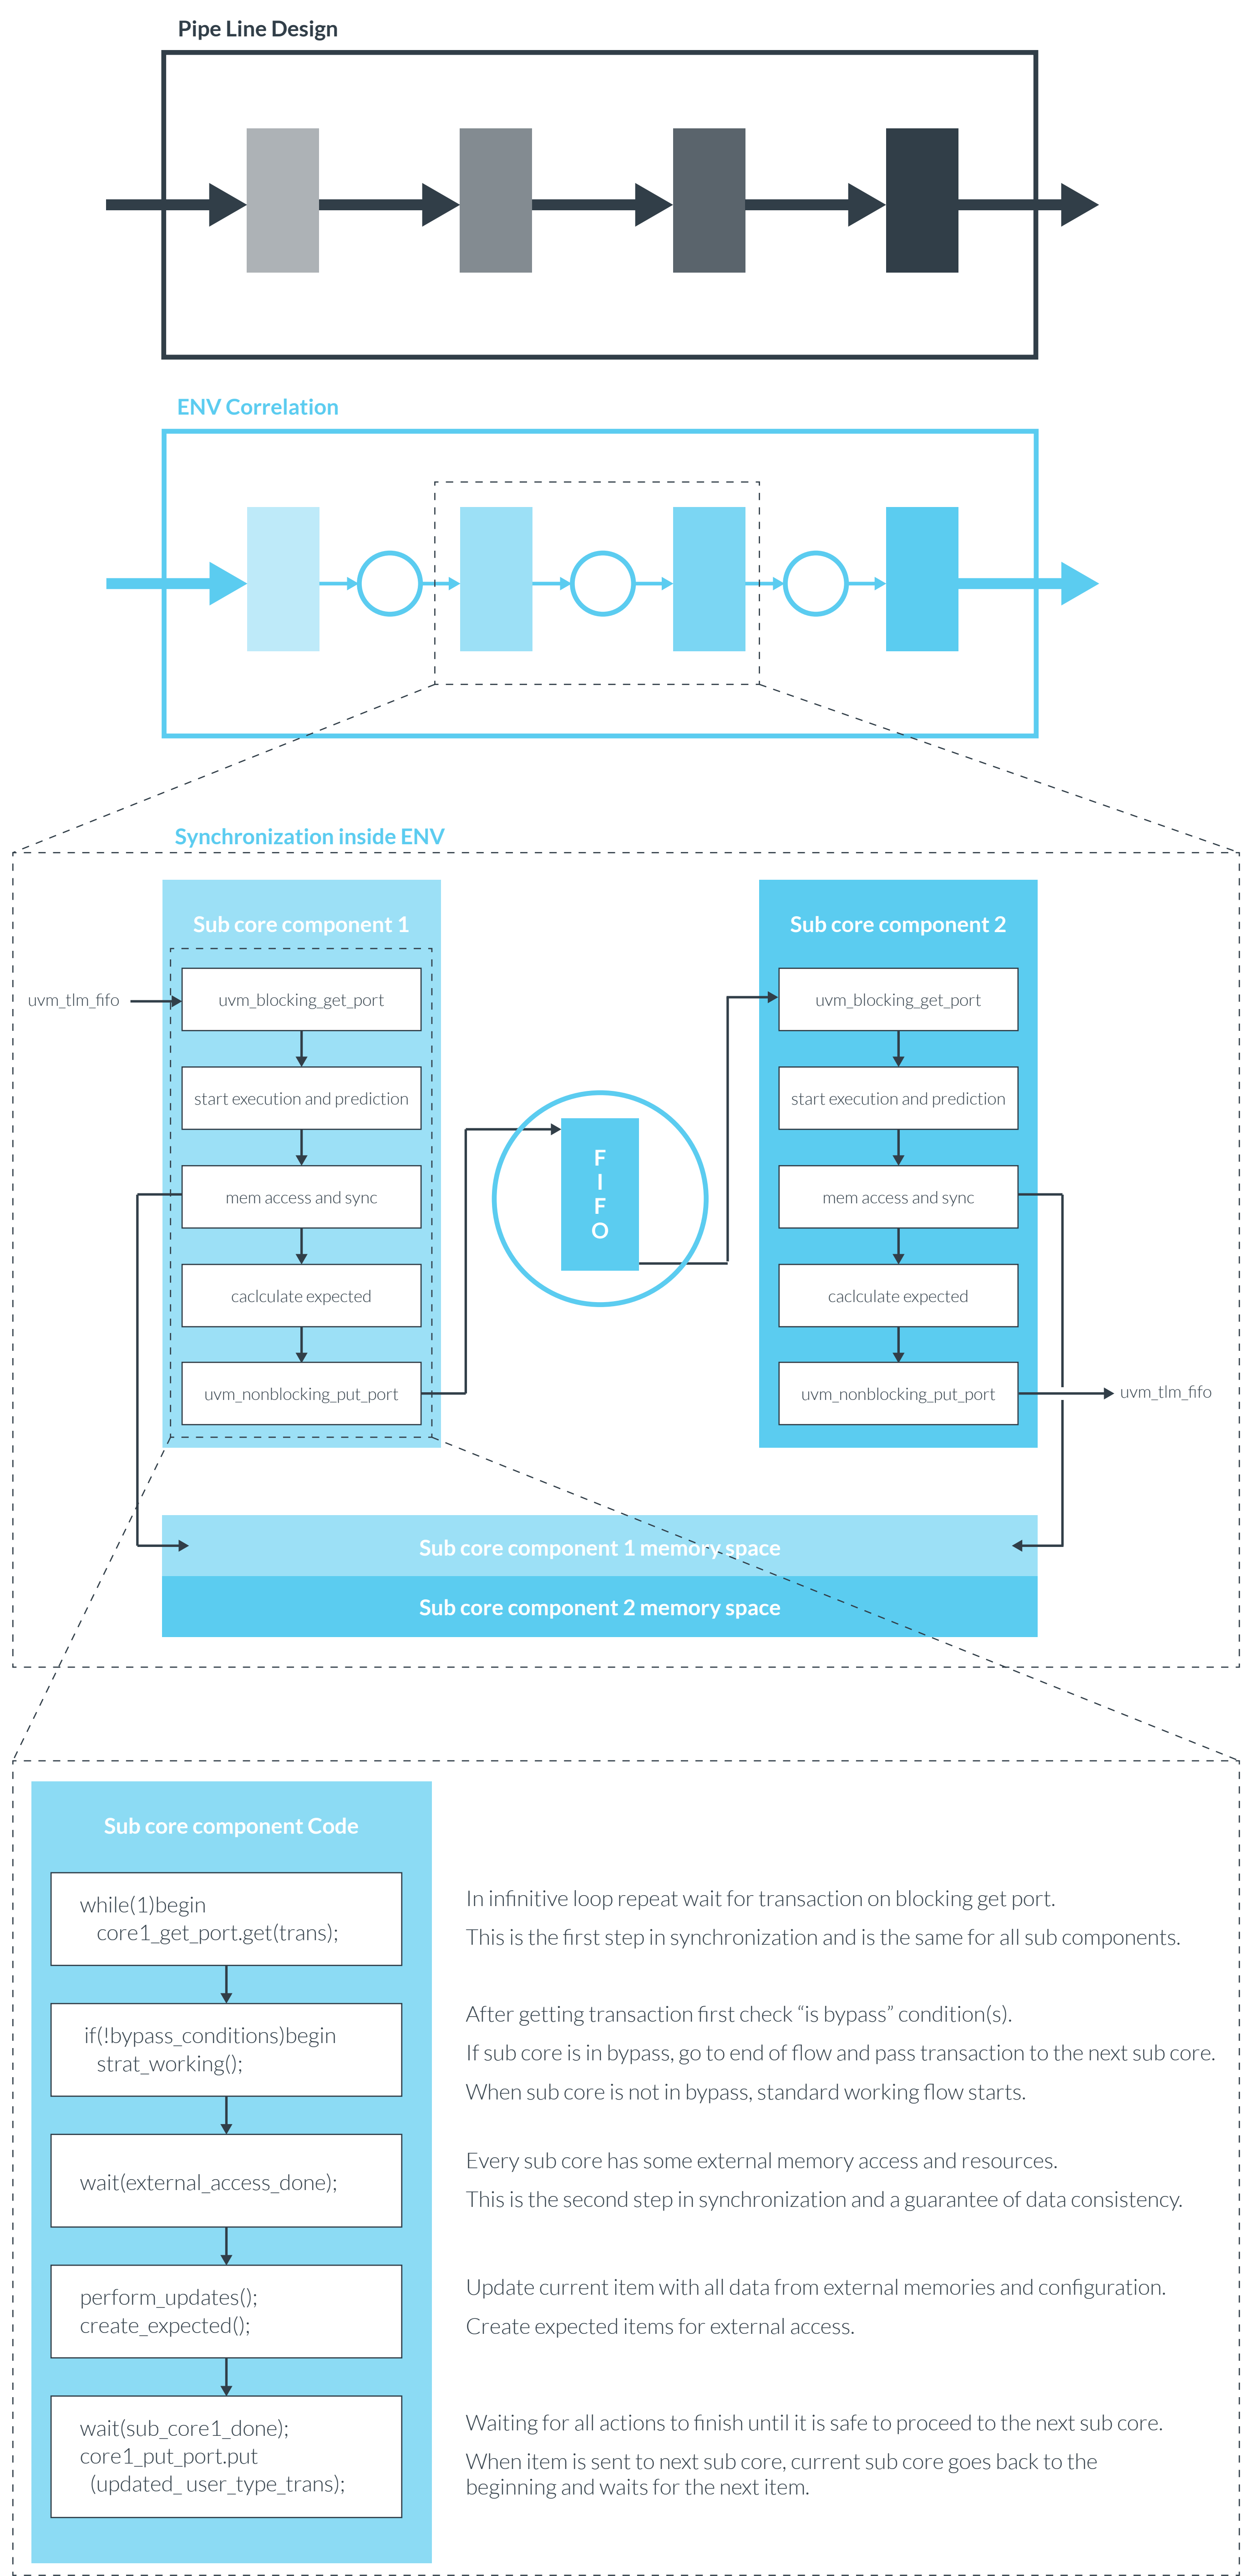 Pipe Line Design
ENV Correlation
Synchronization inside ENV
Sub core component 1
uvm_tlm_fifo
uvm_blocking_get_port
start execution and prediction
mem access and sync
caclculate expected
uvm_nonblocking_put_port
F
I
F
O
Sub core component 2
uvm_blocking_get_port
start execution and prediction
mem access and sync
caclculate expected
uvm_nonblocking_put_port
uvm_tlm_fifo
Sub core component 1 memory space
Sub core component 2 memory space
Sub core component Code
while(1)begin
core1_get_port.get(trans);
In infinitive loop repeat wait for transaction on blocking get port.
This is the first step in synchronization and is the same for all sub components.
if(!bypass_conditions)begin
strat_working();
After getting transaction first check “is bypass” condition(s).
If sub core is in bypass, go to end of flow and pass transaction to the next sub core.
When sub core is not in bypass, standard working flow starts.
wait(external_access_done);
Every sub core has some external memory access and resources.
This is the second step in synchronization and a guarantee of data consistency.
perform_updates();
create_expected();
Update current item with all data from external memories and configuration.
Create expected items for external access.
wait(sub_core1_done);
core1_put_port.put
(updated_ user_type_trans);
Waiting for all actions to finish until it is safe to proceed to the next sub core.
When item is sent to next sub core, current sub core goes back to the
beginning and waits for the next item.